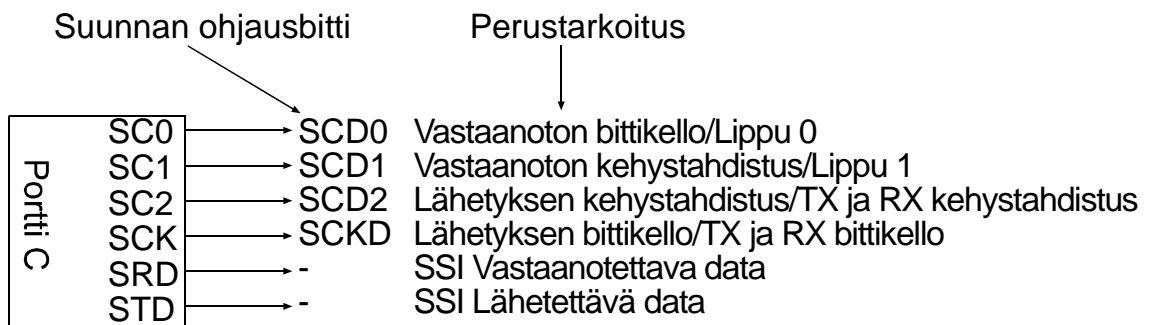 Suunnan ohjausbitti Perustarkoitus
Portti C
SC0 SCD0 Vastaanoton bittikello/Lippu 0
SC1 SCD1 Vastaanoton kehystahdistus/Lippu 1
SC2 SCD2 Lähetyksen kehystahdistus/TX ja RX kehystahdistus
SCK SCKD Lähetyksen bittikello/TX ja RX bittikello
SRD - SSI Vastaanotettava data
STD - SSI Lähetettävä data